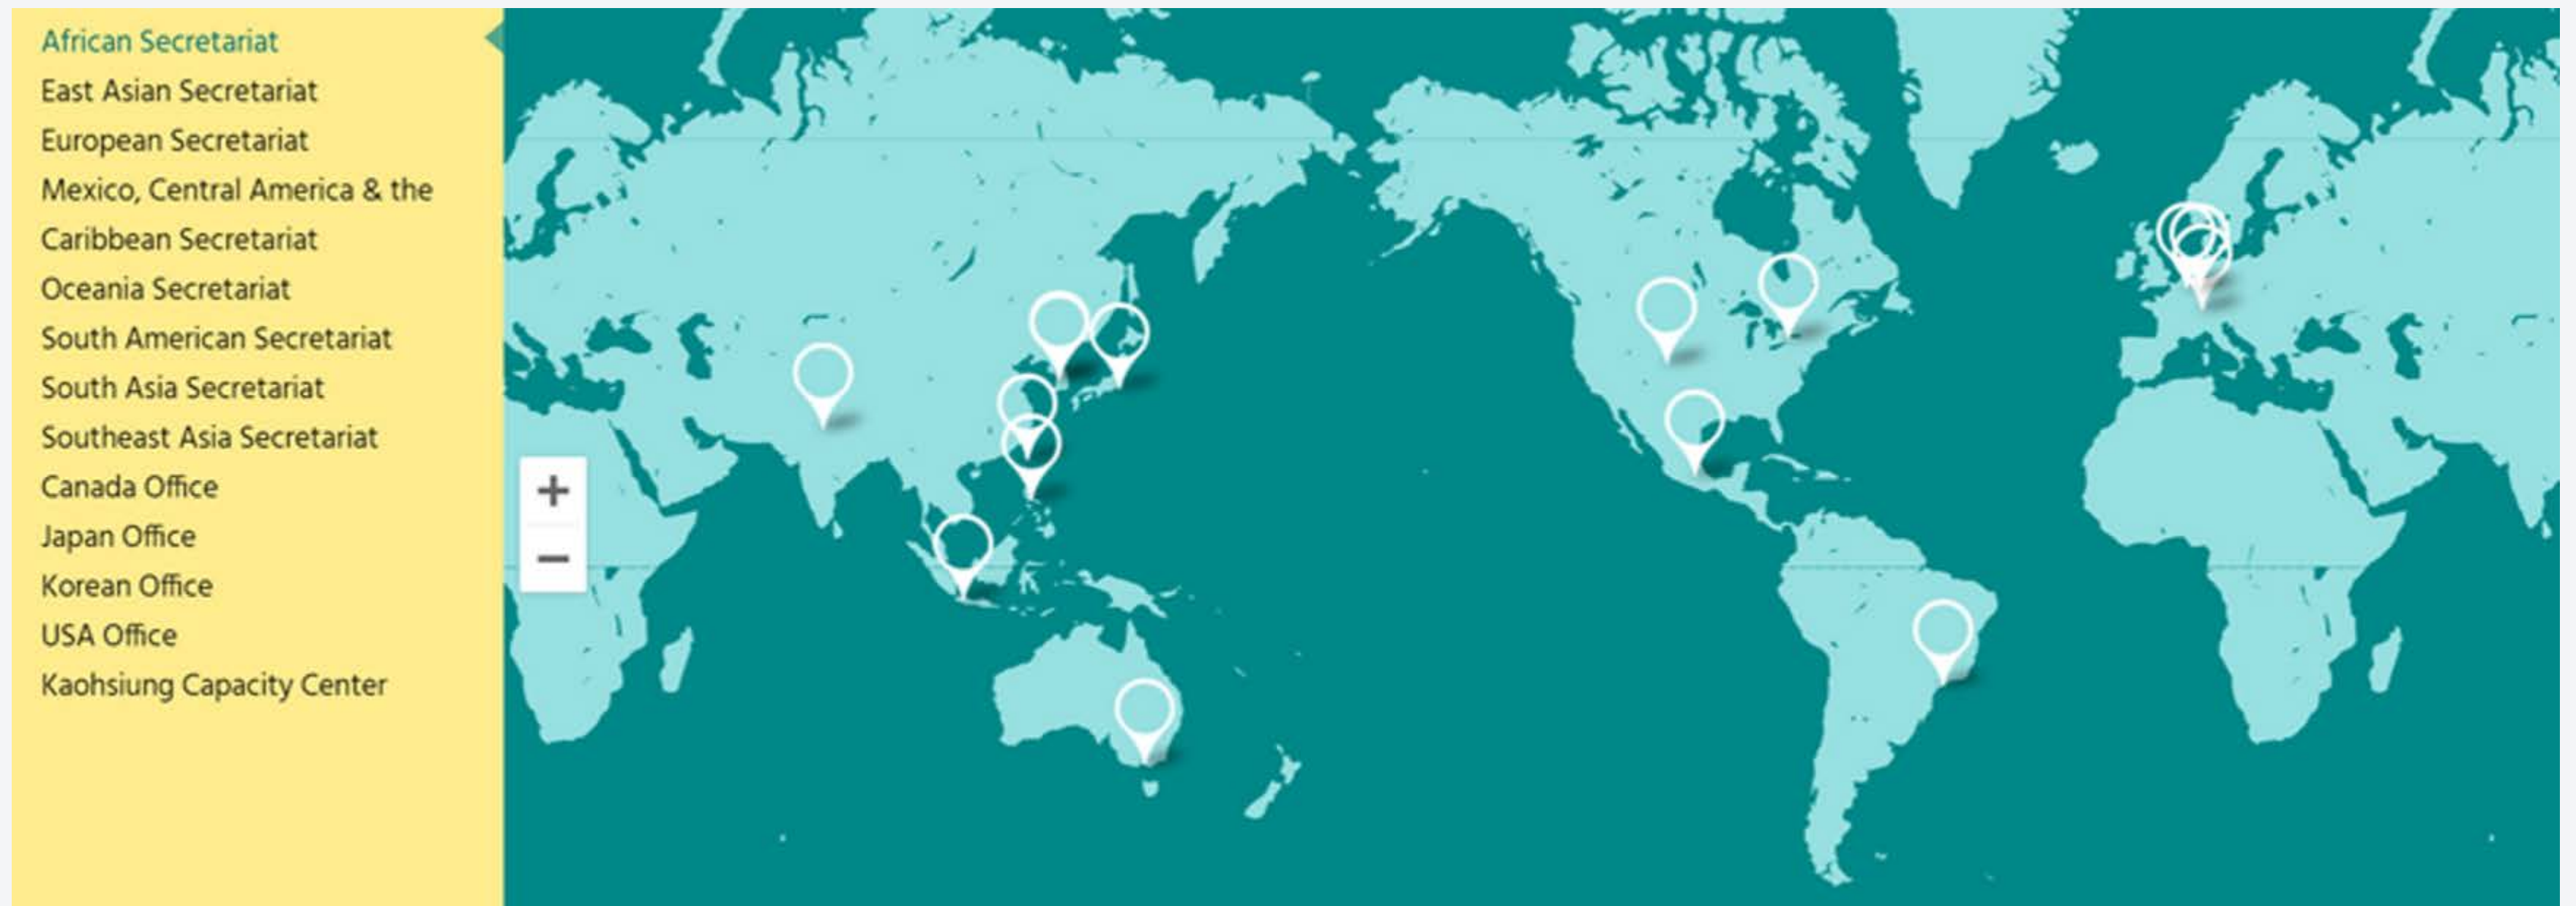 African Secretariat
East Asian Secretariat
European Secretariat
Mexico, Central America & the
Caribbean Secretariat
Oceania Secretariat
South American Secretariat
South Asia Secretariat
Southeast Asia Secretariat
Canada Office
Japan Office
Korean Office
USA Office
Kaohsiung Capacity Center
+
−